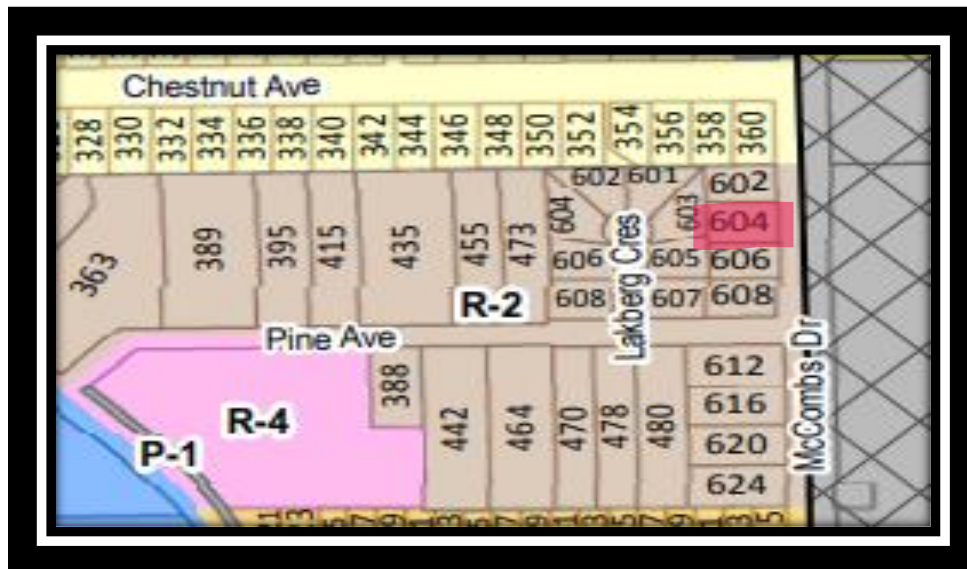 Chestnut Ave
328 330 332 334 336 338 340 342 344 346 348 350 352 354 356 358 360
602 601 602
604 603 604
363 389 395 415 435 455 473
606 605 606
608 607 608
Lakberg Cres
R-2
Pine Ave
McCombs Dr
388
612
616
620
624
442 464 470 478 480
R-4
P-1